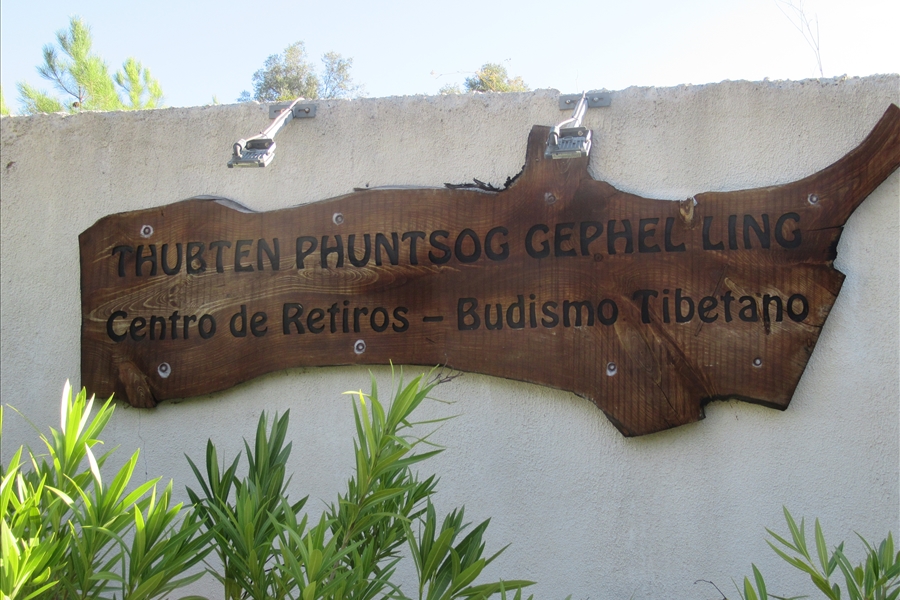 THUBTEN PHUNTSOG GEPHEL LING
Centro de Retiros – Budismo Tibetano